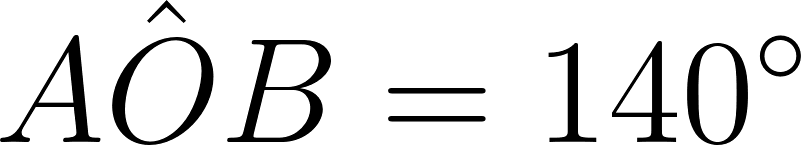 AÔB = 140°